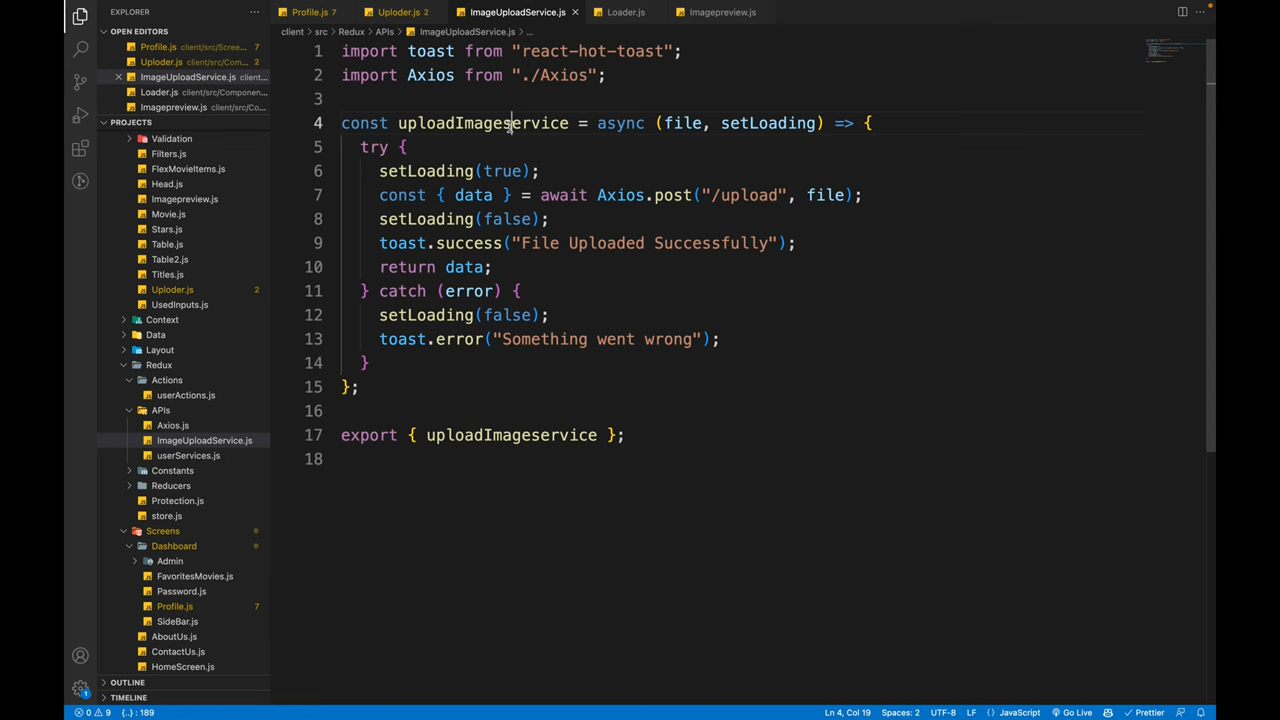 EXPLORER
...
Profile.js 7
Uploder.js 2
ImageUploadService.js
Loader.js
Imagepreview.js
...
OPEN EDITORS
Profile.js client/src/Scree... 7
Uploder.js client/src/Com... 2
ImageUploadService.js client...
Loader.js client/src/Componen...
Imagepreview.js client/src/Co...
PROJECTS
Validation
Filters.js
FlexMovieItems.js
Head.js
Imagepreview.js
Movie.js
Stars.js
Table.js
Table2.js
Titles.js
Uploder.js 2
UsedInputs.js
Context
Data
Layout
Redux
Actions
userActions.js
APIs
Axios.js
ImageUploadService.js
userServices.js
Constants
Reducers
Protection.js
store.js
Screens
Dashboard
Admin
FavoritesMovies.js
Password.js
Profile.js 7
SideBar.js
AboutUs.js
ContactUs.js
HomeScreen.js
OUTLINE
TIMELINE
client > src > Redux > APIs > ImageUploadService.js > ...
1 import toast from "react-hot-toast";
2 import Axios from "./Axios";
3
4 const uploadImageservice = async (file, setLoading) => {
5 try {
6 setLoading(true);
7 const { data } = await Axios.post("/upload", file);
8 setLoading(false);
9 toast.success("File Uploaded Successfully");
10 return data;
11 } catch (error) {
12 setLoading(false);
13 toast.error("Something went wrong");
14 }
15 };
16
17 export { uploadImageservice };
18
1
0 9 {..} : 189 Ln 4, Col 19 Spaces: 2 UTF-8 LF {} JavaScript Go Live Prettier